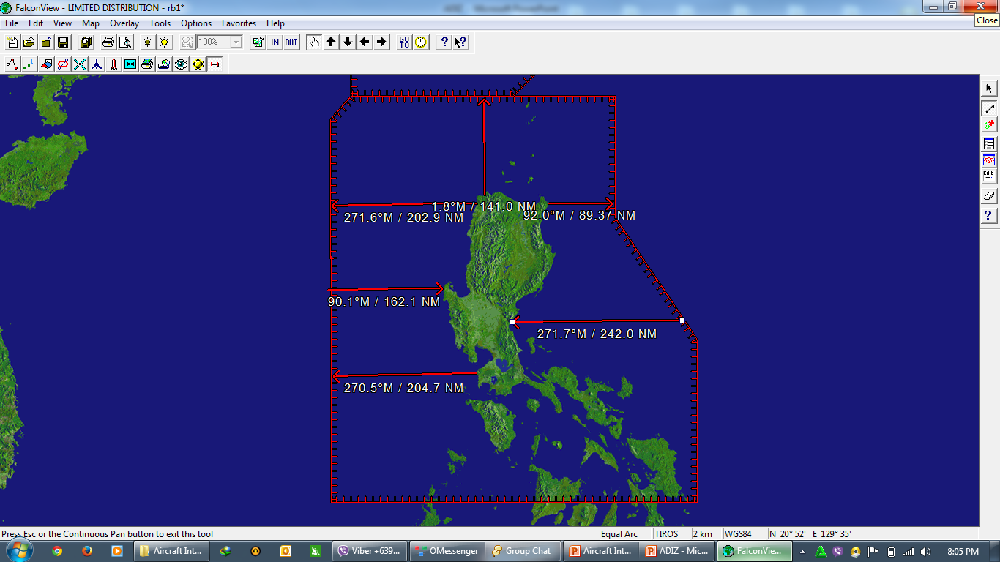 FalconView - LIMITED DISTRIBUTION - rb1*
ADIZ - Microsoft PowerPoint
Close
File Edit View Map Overlay Tools Options Favorites Help
100% IN OUT GO TO ? ?
1.8°M / 141.0 NM
271.6°M / 202.9 NM
92.0°M / 89.37 NM
90.1°M / 162.1 NM
271.7°M / 242.0 NM
270.5°M / 204.7 NM
Edit
?
Press Esc or the Continuous Pan button to exit this tool
Equal Arc TIROS 2 km WGS84 N 20° 52' E 129° 35'
Aircraft Int... Viber +639... OMessenger Group Chat Aircraft Int... ADIZ - Mic... FalconVie... 8:05 PM